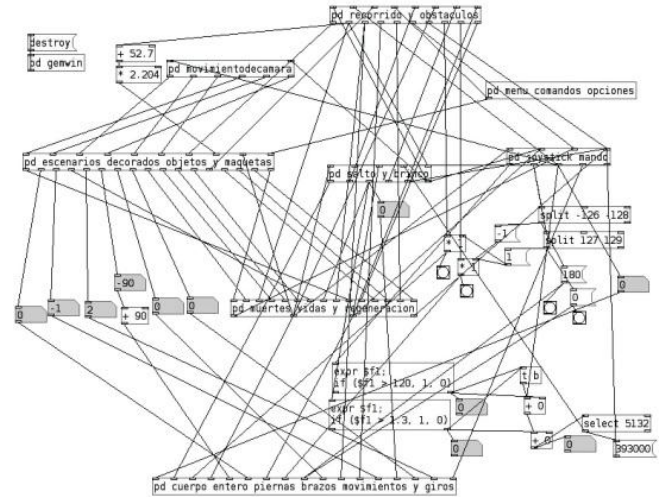 pd recorrido y obstaculos
destroy
pd gemwin
+ 52.7
* 2.204
pd movimientodecamara
pd menu comandos opciones
pd escenarios decorados objetos y maquetas
pd joystick mando
pd salto y brinco
0
split -126 -128
-1
split 127 129
* 1
1
180
-90
0
0
0
-1
2
+ 90
0
0
pd muertes vidas y regeneracion
expr $f1;
if ($f1 > 120, 1, 0)
t b
0
+ 0
expr $f1;
if ($f1 > 1.3, 1, 0)
select 5132
+ 0
0
0
393000
pd cuerpo entero piernas brazos movimientos y giros